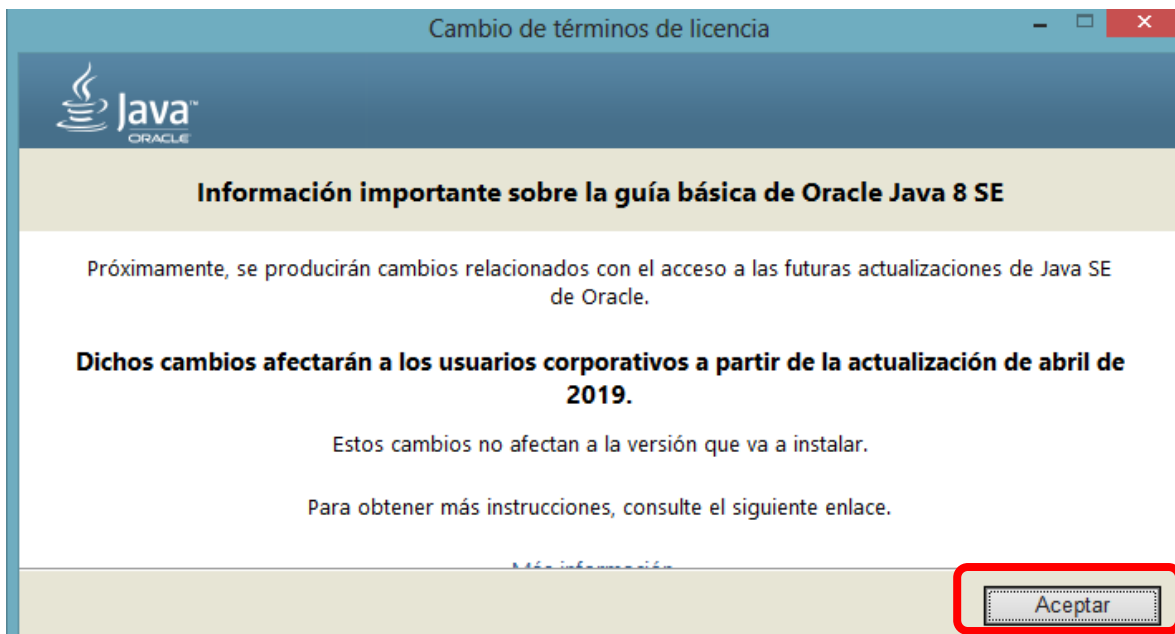 Cambio de términos de licencia
Java™
ORACLE
Información importante sobre la guía básica de Oracle Java 8 SE
Próximamente, se producirán cambios relacionados con el acceso a las futuras actualizaciones de Java SE
de Oracle.
Dichos cambios afectarán a los usuarios corporativos a partir de la actualización de abril de
2019.
Estos cambios no afectan a la versión que va a instalar.
Para obtener más instrucciones, consulte el siguiente enlace.
Más información
Aceptar